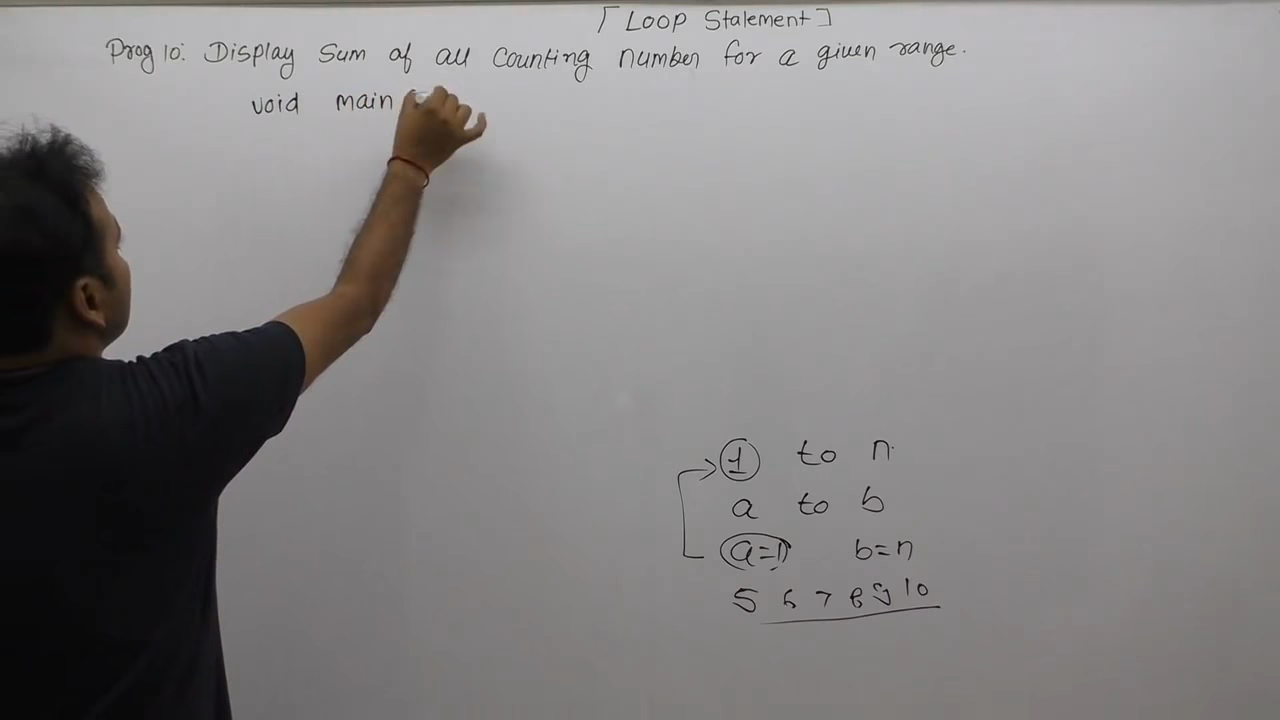 [Loop Statement]
Prog 10: Display Sum of all Counting number for a given range.
void main
1 to n
a to b
a=n b=n
5 6 7 8 9 10